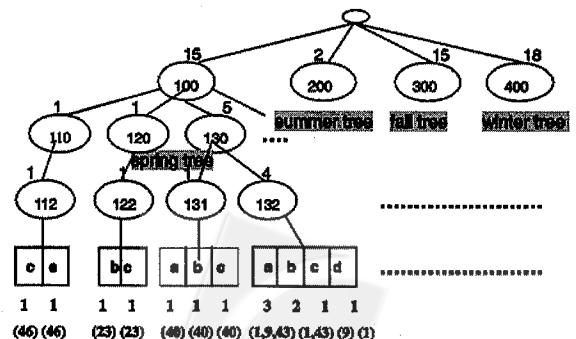 15 2 15 18
100 200 300 400
1 1 5
summer tree fall tree winter tree
110 120 130
spring tree
1 1 1 4
112 122 131 132
c e b c a b c a b c d
1 1 1 1 1 1 1 3 2 1 1
(46) (46) (23) (23) (40) (40) (40) (1,9,43) (1,43) (9) (1)